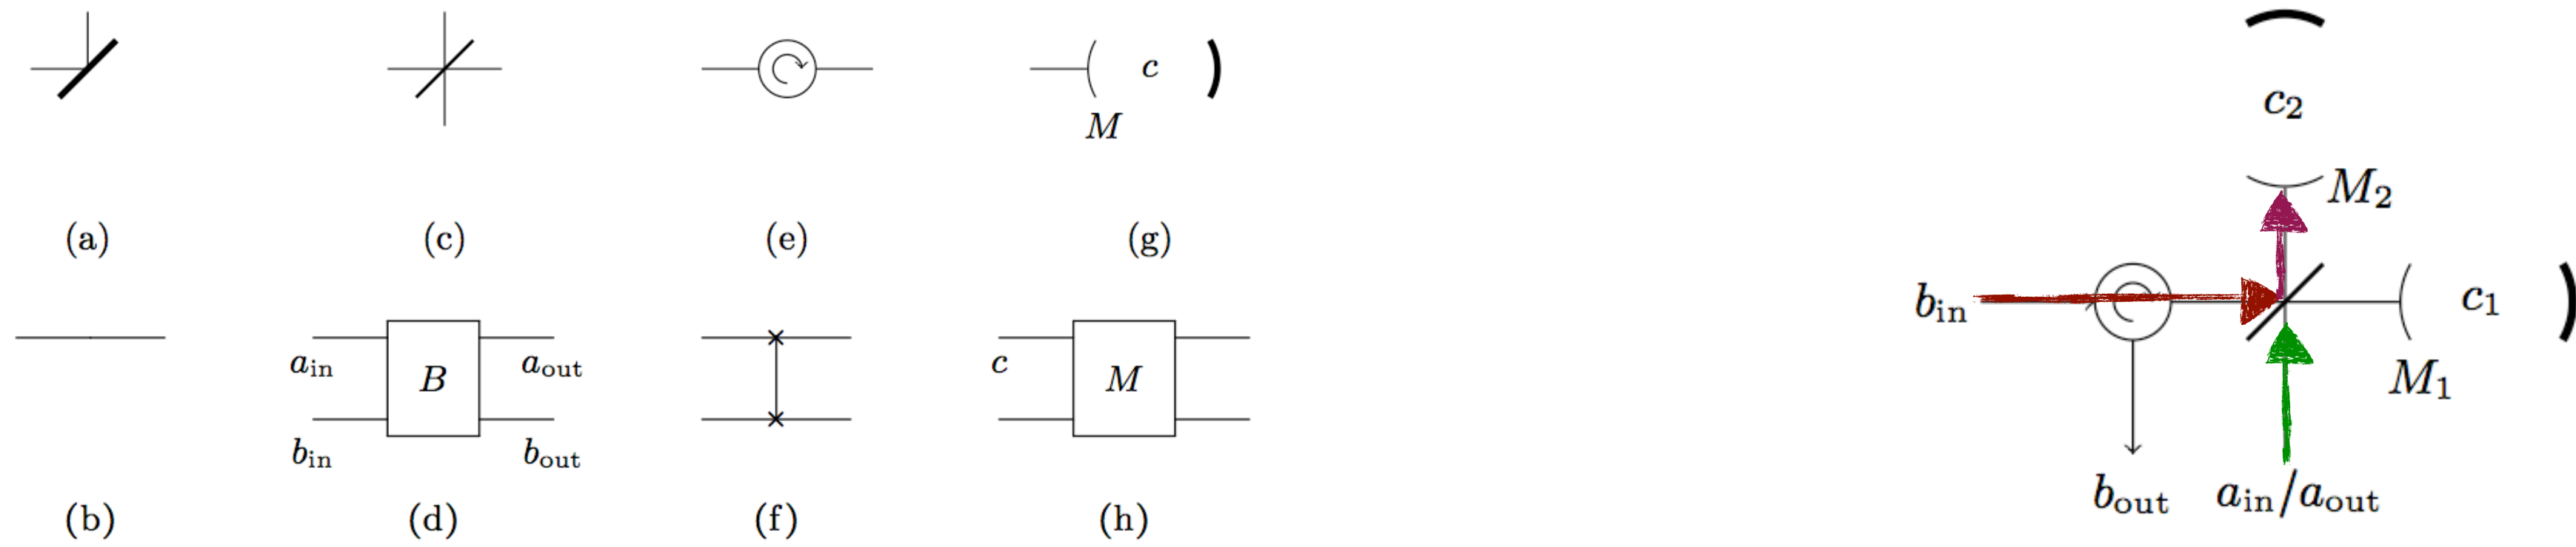 c
M
(a)
(c)
(e)
(g)
a_in
b_in
B
a_out
b_out
c
M
(b)
(d)
(f)
(h)
c_2
M_2
b_in
c_1
M_1
b_out
a_in/a_out